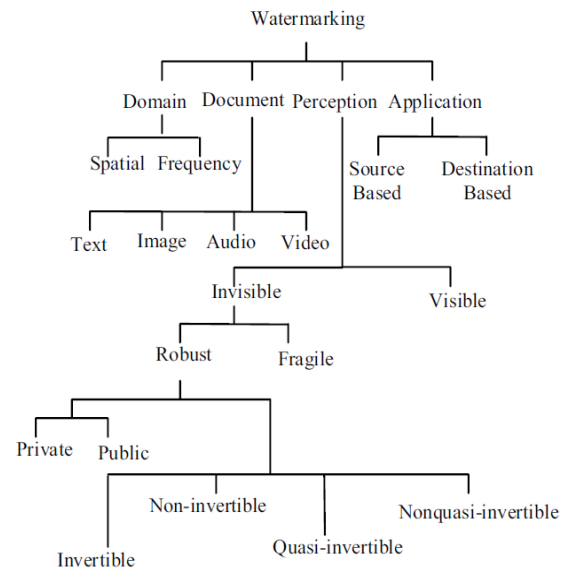 Watermarking
Domain Document Perception Application
Spatial Frequency
Source
Based
Destination
Based
Text Image Audio Video
Invisible
Visible
Robust
Fragile
Private Public
Non-invertible
Nonquasi-invertible
Invertible
Quasi-invertible